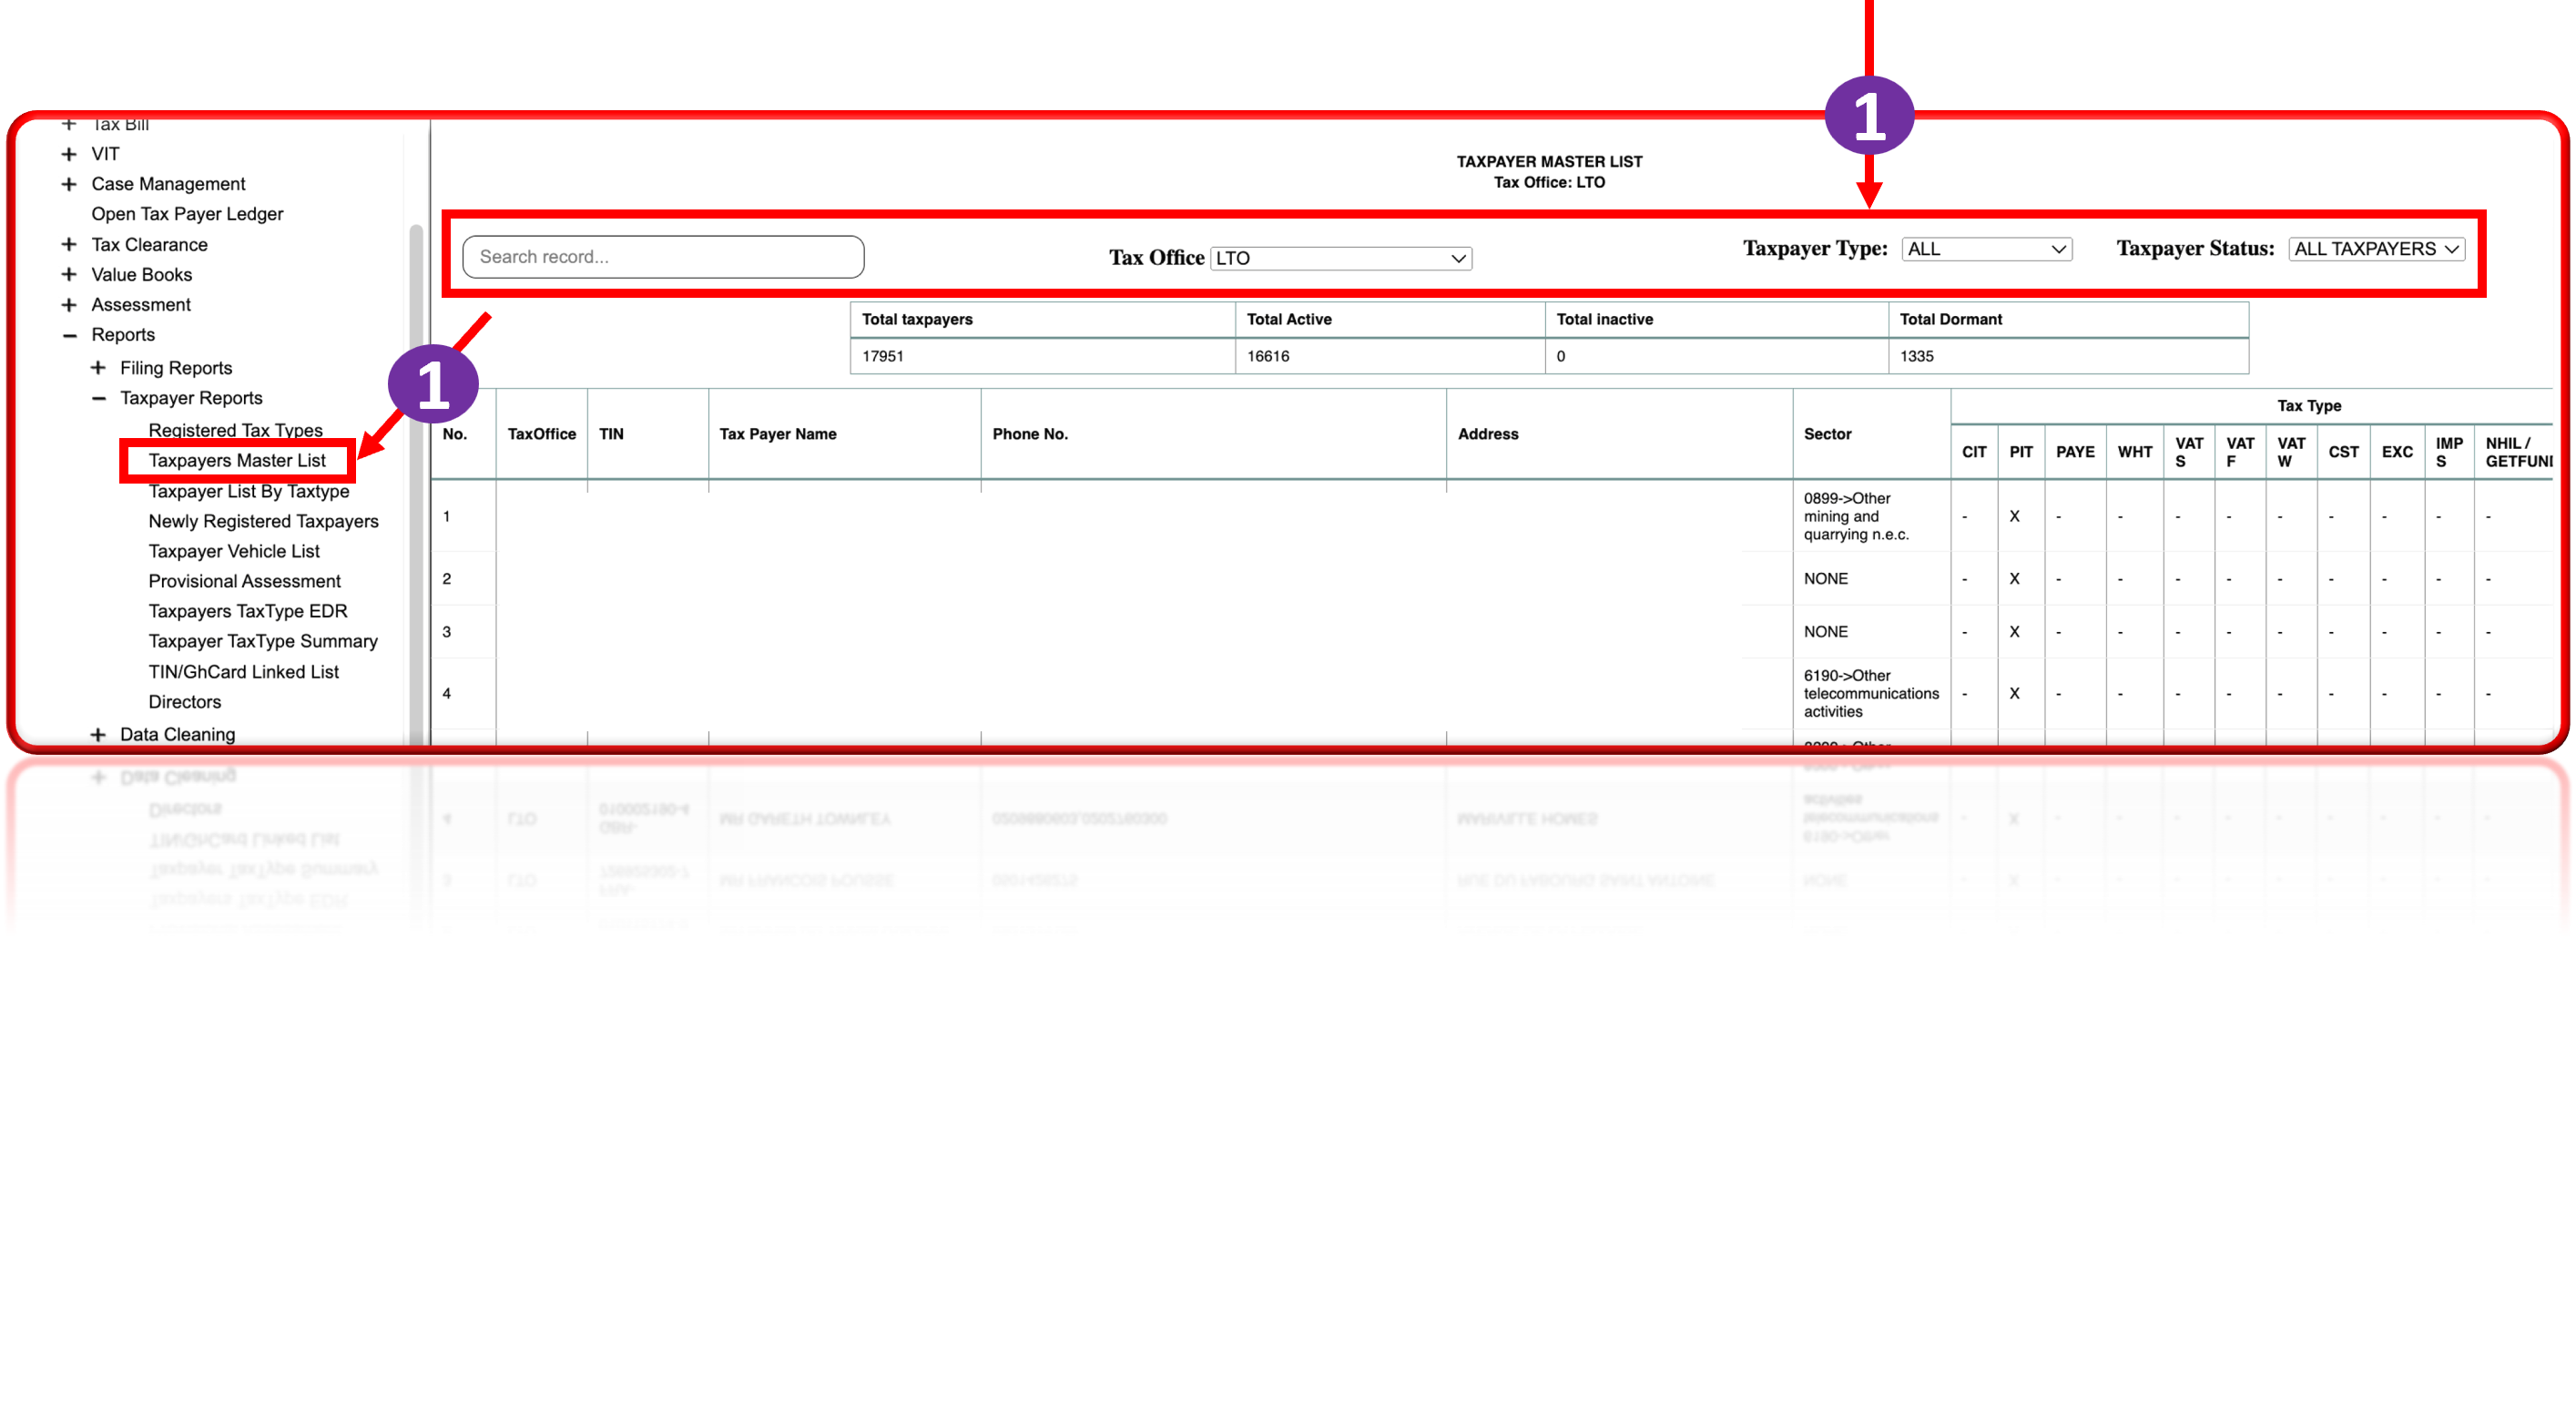 1
Tax Bill
VIT
Case Management
Open Tax Payer Ledger
Tax Clearance
Value Books
Assessment
Reports
Filing Reports
Taxpayer Reports
Registered Tax Types
Taxpayers Master List
Taxpayer List By Taxtype
Newly Registered Taxpayers
Taxpayer Vehicle List
Provisional Assessment
Taxpayers TaxType EDR
Taxpayer TaxType Summary
TIN/GhCard Linked List
Directors
Data Cleaning
1
TAXPAYER MASTER LIST
Tax Office: LTO
Search record...
Tax Office LTO
Taxpayer Type: ALL
Taxpayer Status: ALL TAXPAYERS
Total taxpayers Total Active Total inactive Total Dormant
17951 16616 0 1335
Tax Type
No. TaxOffice TIN Tax Payer Name Phone No. Address Sector CIT PIT PAYE WHT VAT S VAT F VAT W CST EXC IMP S NHIL / GETFUND
1 0899->Other mining and quarrying n.e.c. - X - - - - - - - - -
2 NONE - X - - - - - - - - -
3 NONE - X - - - - - - - - -
4 6190->Other telecommunications activities - X - - - - - - - - -